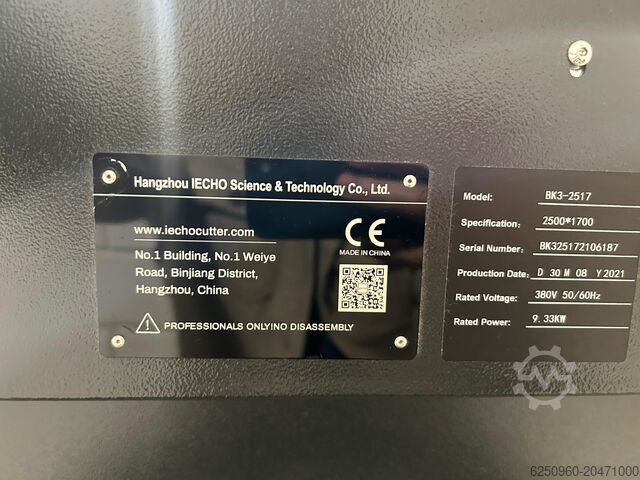 Hangzhou IECHO Science & Technology Co., Ltd.
www.iechocutter.com
No.1 Building, No.1 Weiye
Road, Binjiang District,
Hangzhou, China
CE
MADE IN CHINA
PROFESSIONALS ONLY!NO DISASSEMBLY
Model: BK3-2517
Specification: 2500*1700
Serial Number: BK325172106187
Production Date: D 30 M 08 Y 2021
Rated Voltage: 380V 50/60Hz
Rated Power: 9.33KW
6250960-20471000